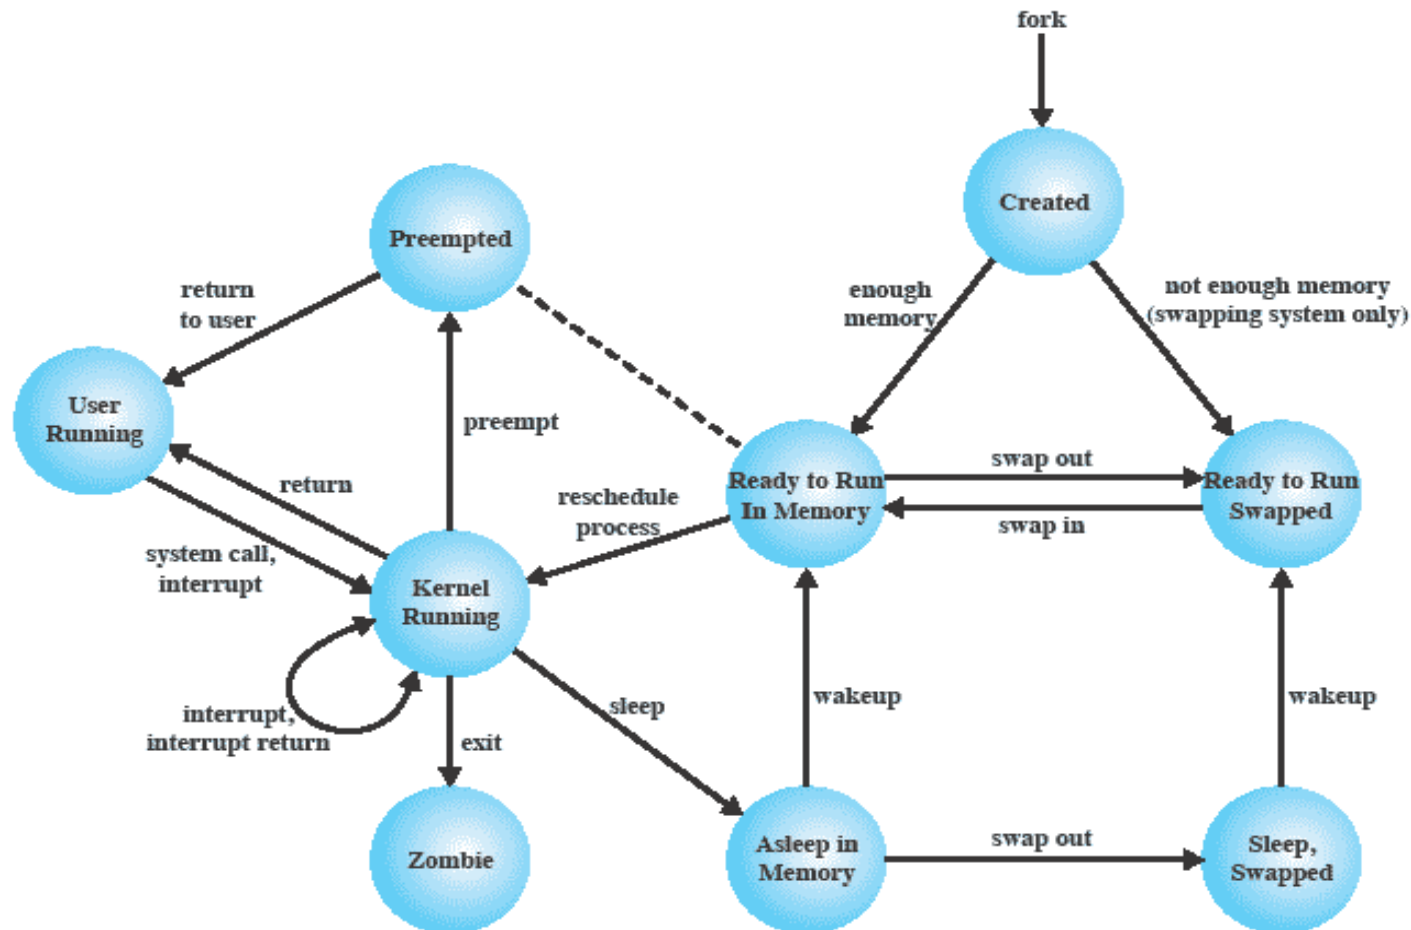 fork
Created
Preempted
return
to user
enough
memory
not enough memory
(swapping system only)
User
Running
preempt
return
reschedule
process
Ready to Run
In Memory
swap out
swap in
Ready to Run
Swapped
system call,
interrupt
Kernel
Running
interrupt,
interrupt return
sleep
exit
wakeup
wakeup
Zombie
Asleep in
Memory
swap out
Sleep,
Swapped